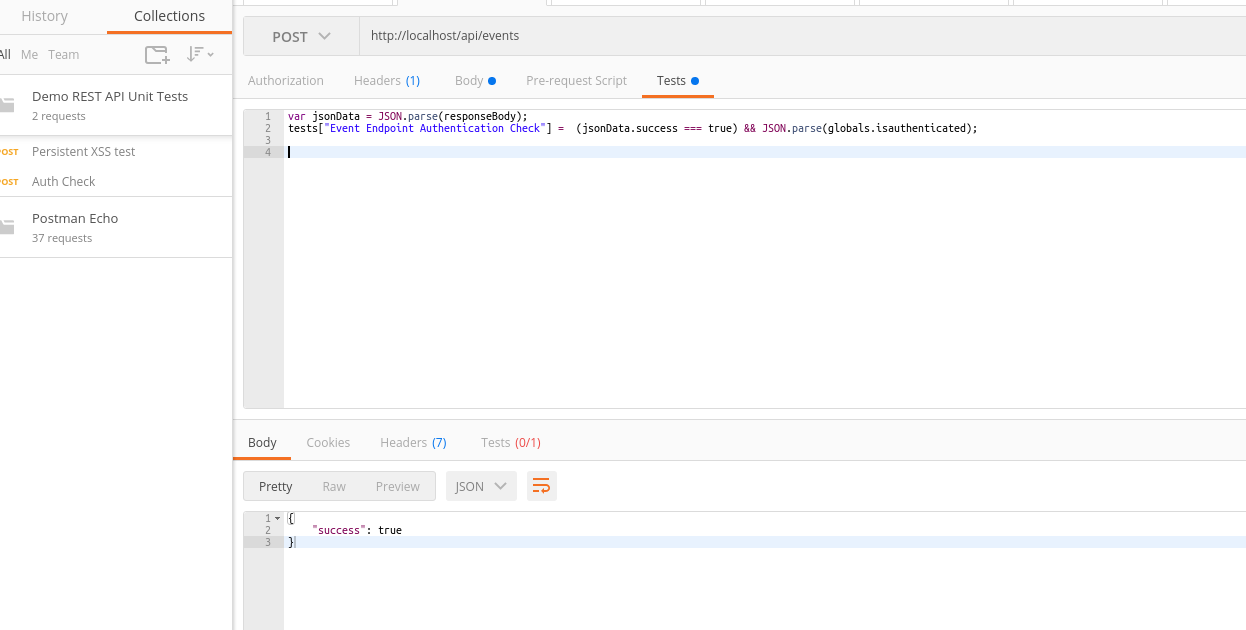 History Collections
All Me Team
Demo REST API Unit Tests
2 requests
POST Persistent XSS test
POST Auth Check
Postman Echo
37 requests
POST http://localhost/api/events
Authorization Headers (1) Body Pre-request Script Tests
1 var jsonData = JSON.parse(responseBody);
2 tests["Event Endpoint Authentication Check"] =  (jsonData.success === true) && JSON.parse(globals.isauthenticated);
3
4
Body Cookies Headers (7) Tests (0/1)
Pretty Raw Preview JSON
1 {
2 "success": true
3 }